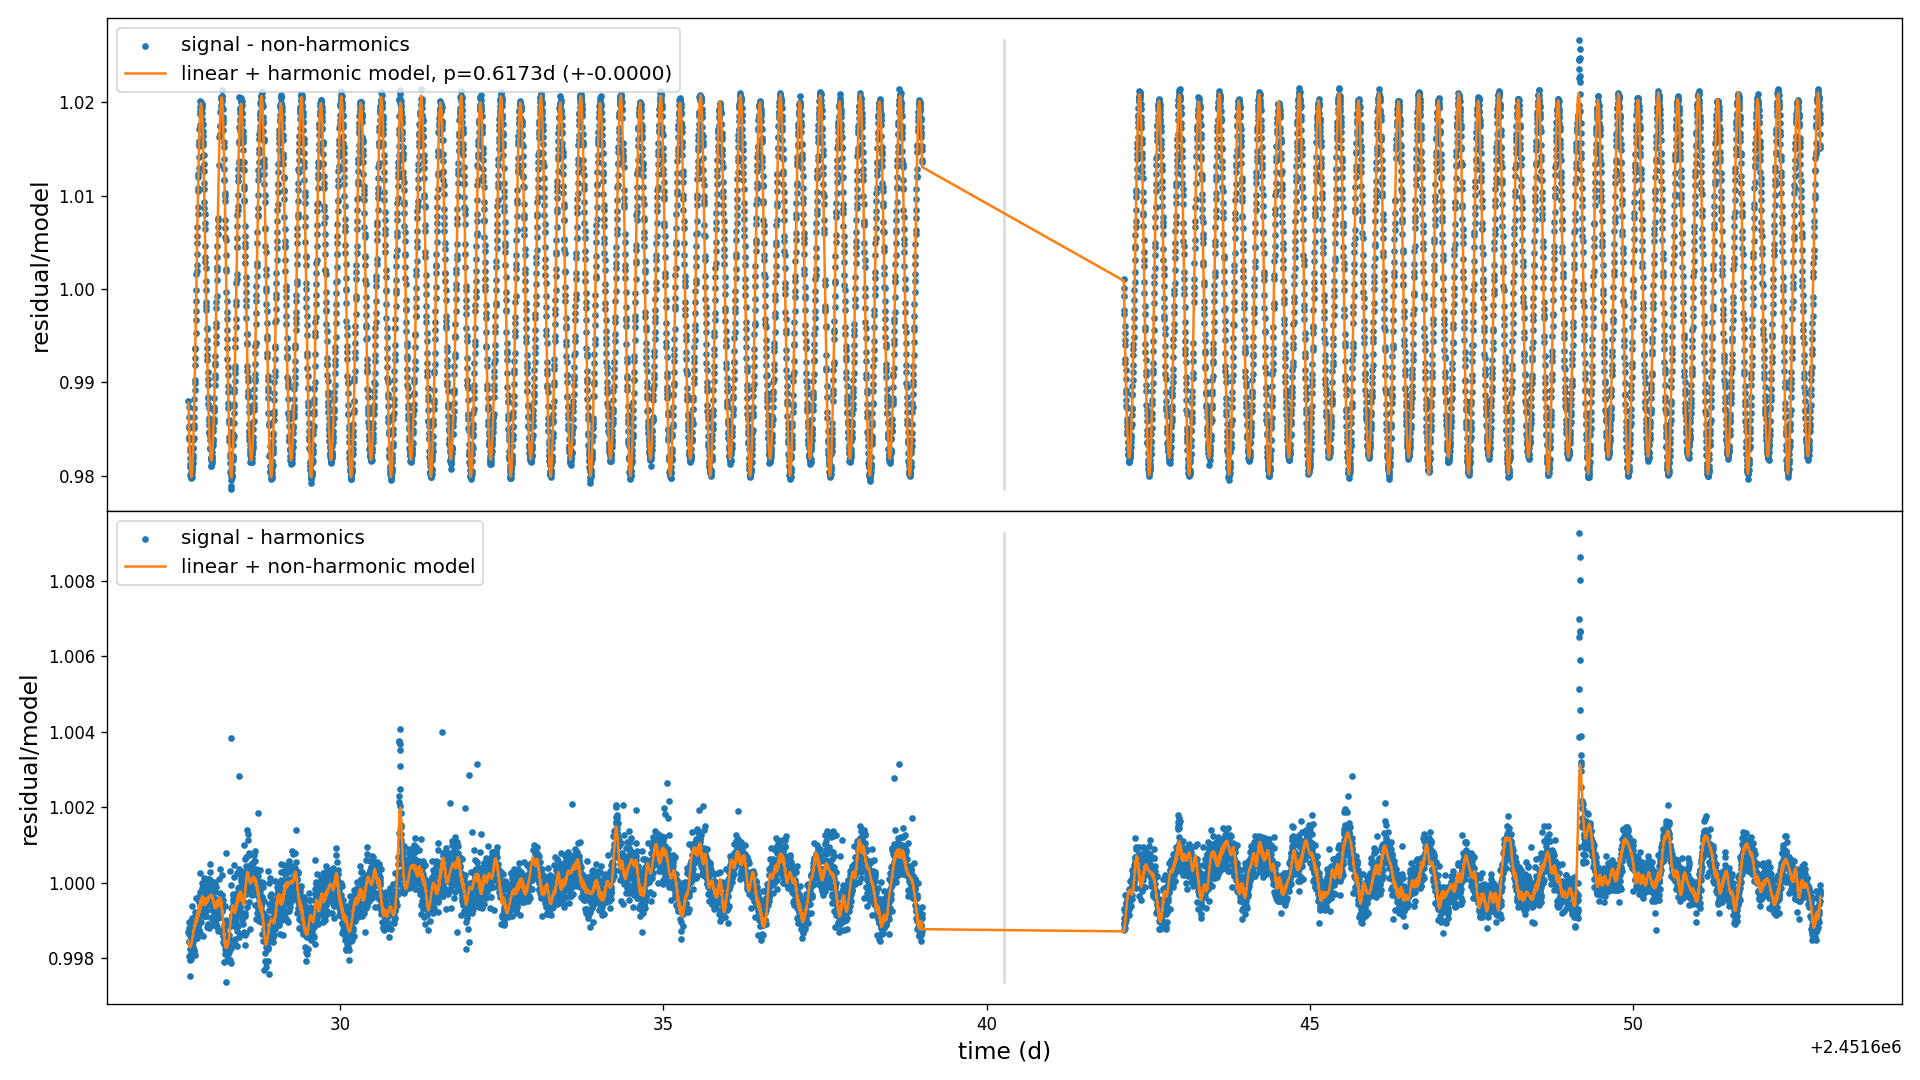 signal - non-harmonics
linear + harmonic model, p=0.6173d (+-0.0000)
1.02
1.01
1.00
0.99
0.98
residual/model
signal - harmonics
linear + non-harmonic model
1.008
1.006
1.004
1.002
1.000
0.998
residual/model
30
35
40
45
50
time (d)
+2.4516e6